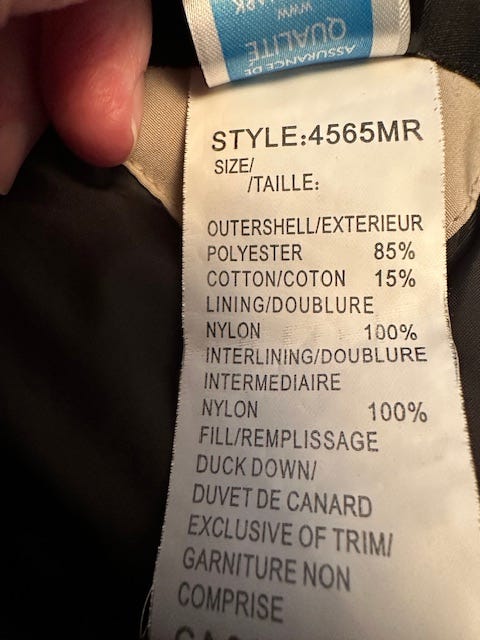 ASSURANCE DE
QUALITÉ
WWW
STYLE:4565MR
SIZE/
/TAILLE:
OUTERSHELL/EXTERIEUR
POLYESTER 85%
COTTON/COTON 15%
LINING/DOUBLURE
NYLON 100%
INTERLINING/DOUBLURE
INTERMEDIAIRE
NYLON 100%
FILL/REMPLISSAGE
DUCK DOWN/
DUVET DE CANARD
EXCLUSIVE OF TRIM/
GARNITURE NON
COMPRISE